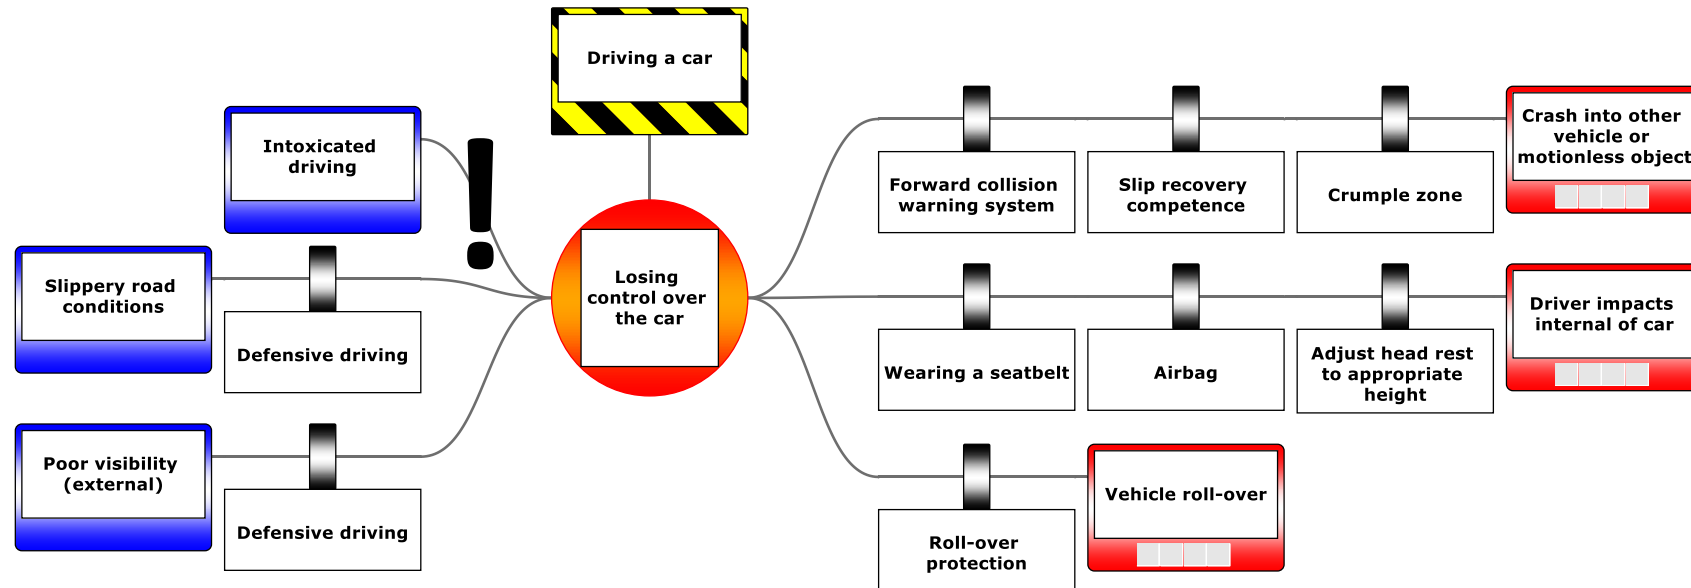 Driving a car
Intoxicated
driving
!
Slippery road
conditions
Defensive driving
Poor visibility
(external)
Defensive driving
Losing
control over
the car
Forward collision
warning system
Slip recovery
competence
Crumple zone
Crash into other
vehicle or
motionless object
Wearing a seatbelt
Airbag
Adjust head rest
to appropriate
height
Driver impacts
internal of car
Roll-over
protection
Vehicle roll-over